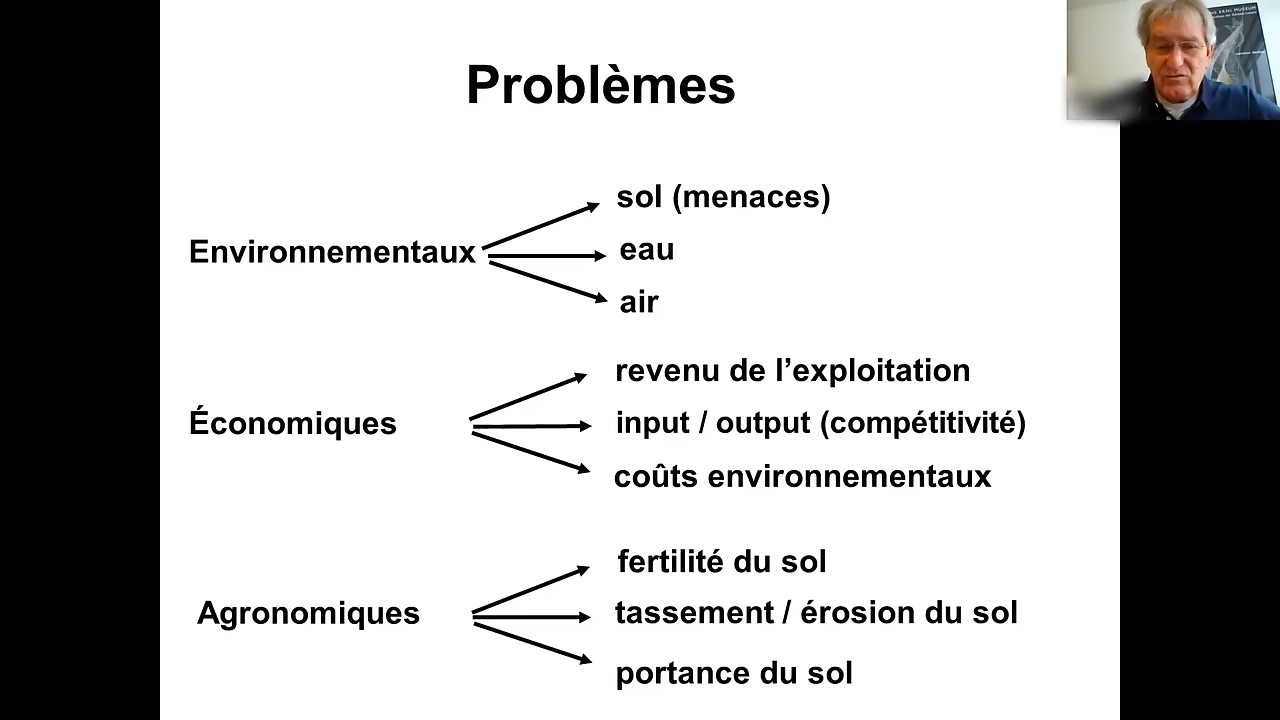 Problèmes
Environnementaux
sol (menaces)
eau
air
Économiques
revenu de l’exploitation
input / output (compétitivité)
coûts environnementaux
Agronomiques
fertilité du sol
tassement / érosion du sol
portance du sol